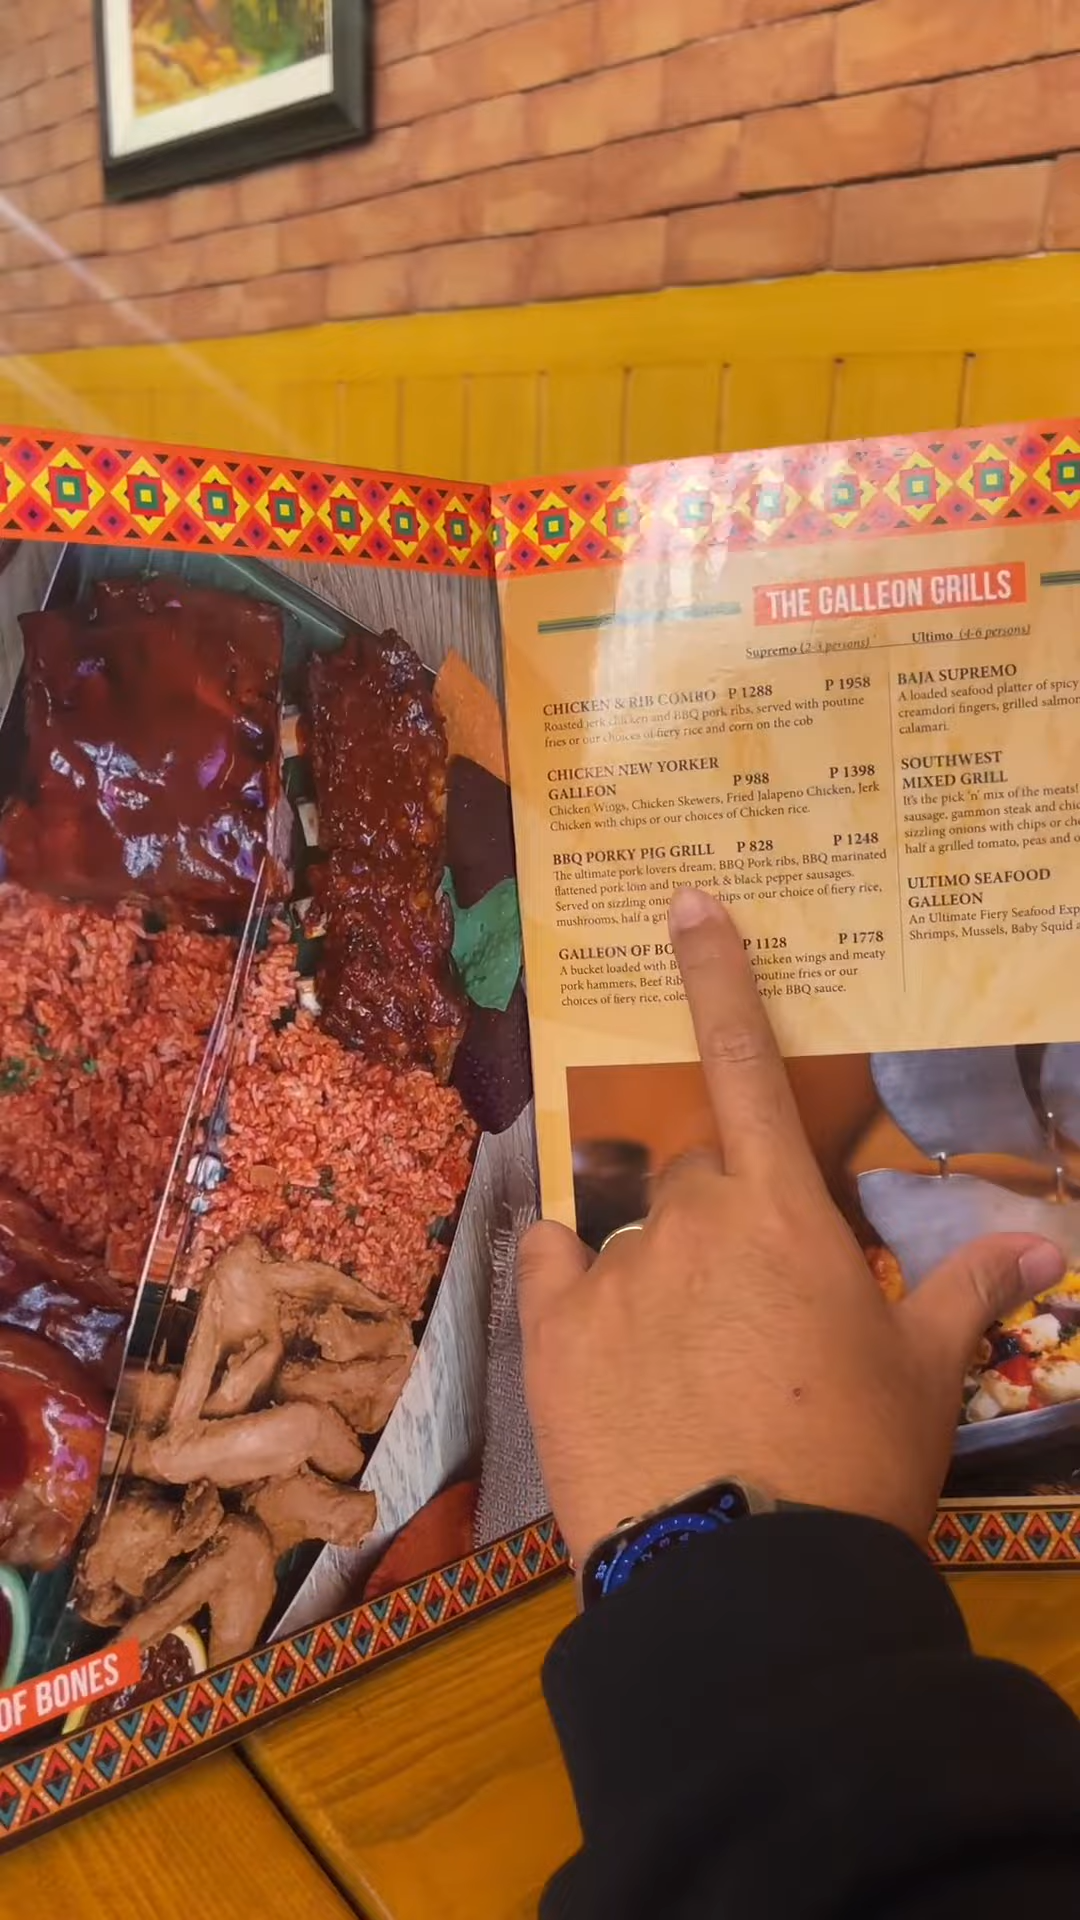 THE GALLEON GRILLS
Supremo (2-3 persons)
Ultimo (4-6 persons)
CHICKEN & RIB COMBO P 1288 P 1958
Roasted jerk chicken and BBQ pork ribs, served with poutine
fries or our choices of fiery rice and corn on the cob
CHICKEN NEW YORKER
GALLEON P 988 P 1398
Chicken Wings, Chicken Skewers, Fried Jalapeno Chicken, Jerk
Chicken with chips or our choices of Chicken rice.
BBQ PORKY PIG GRILL P 828 P 1248
The ultimate pork lovers dream, BBQ Pork ribs, BBQ marinated
flattened pork loin and two pork & black pepper sausages.
Served on sizzling chips or our choice of fiery rice,
mushrooms, half a
GALLEON OF P 1128 P 1778
A bucket loaded with chicken wings and meaty
pork hammers, Beef poutine fries or our
choices of fiery rice, style BBQ sauce.
BAJA SUPREMO
A loaded seafood platter of spicy
creamdori fingers, grilled
calamari.
SOUTHWEST
MIXED GRILL
It's the pick 'n' mix of the meats!
sausage, gammon steak and
sizzling onions with chips or
half a grilled tomato, peas and
ULTIMO SEAFOOD
GALLEON
An Ultimate Fiery Seafood
Shrimps, Mussels, Baby Squid
OF BONES
33°